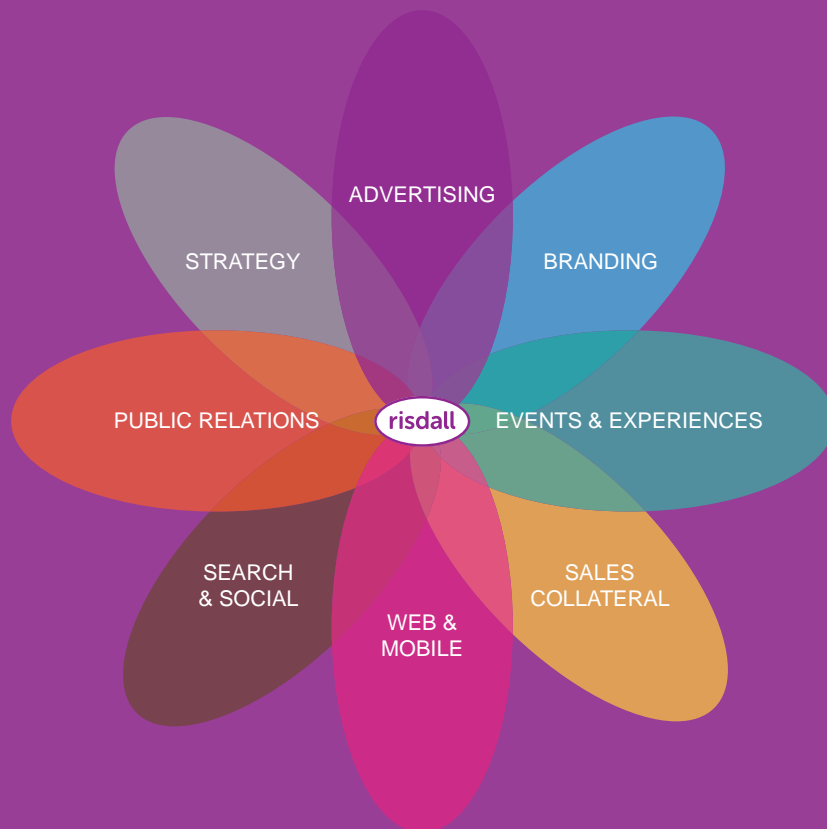 ADVERTISING
STRATEGY
BRANDING
PUBLIC RELATIONS
risdall
EVENTS & EXPERIENCES
SEARCH
& SOCIAL
SALES
COLLATERAL
WEB &
MOBILE